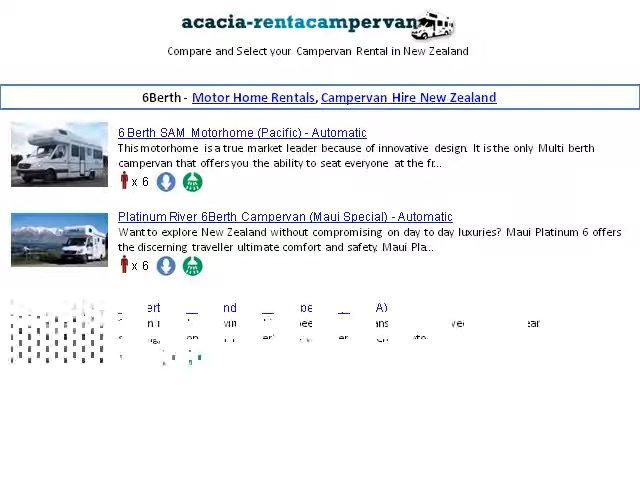 acacia-rentacampervan
Compare and Select your Campervan Rental in New Zealand
6Berth - Motor Home Rentals, Campervan Hire New Zealand
6 Berth SAM Motorhome (Pacific) - Automatic
This motorhome is a true market leader because of innovative design. It is the only Multi berth
campervan that offers you the ability to seat everyone at the fr...
x 6
Platinum River 6Berth Campervan (Maui Special) - Automatic
Want to explore New Zealand without compromising on day to day luxuries? Maui Platinum 6 offers
the discerning traveller ultimate comfort and safety. Maui Pla...
x 6